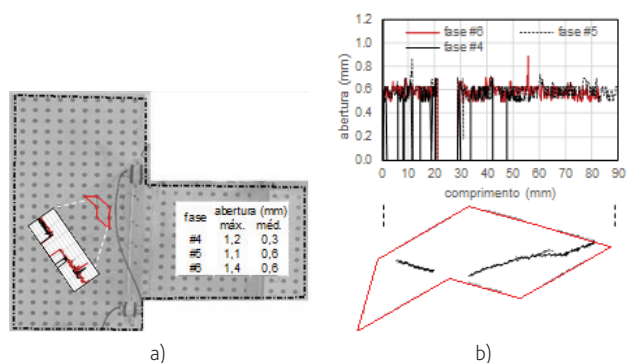 a)
fase abertura (mm)
máx. méd.
#4 1,2 0,3
#5 1,1 0,6
#6 1,4 0,6
b)
abertura (mm)
1.2
1.0
0.8
0.6
0.4
0.2
0.0
fase #6 fase #5
fase #4
0 10 20 30 40 50 60 70 80 90
comprimento (mm)
a) b)